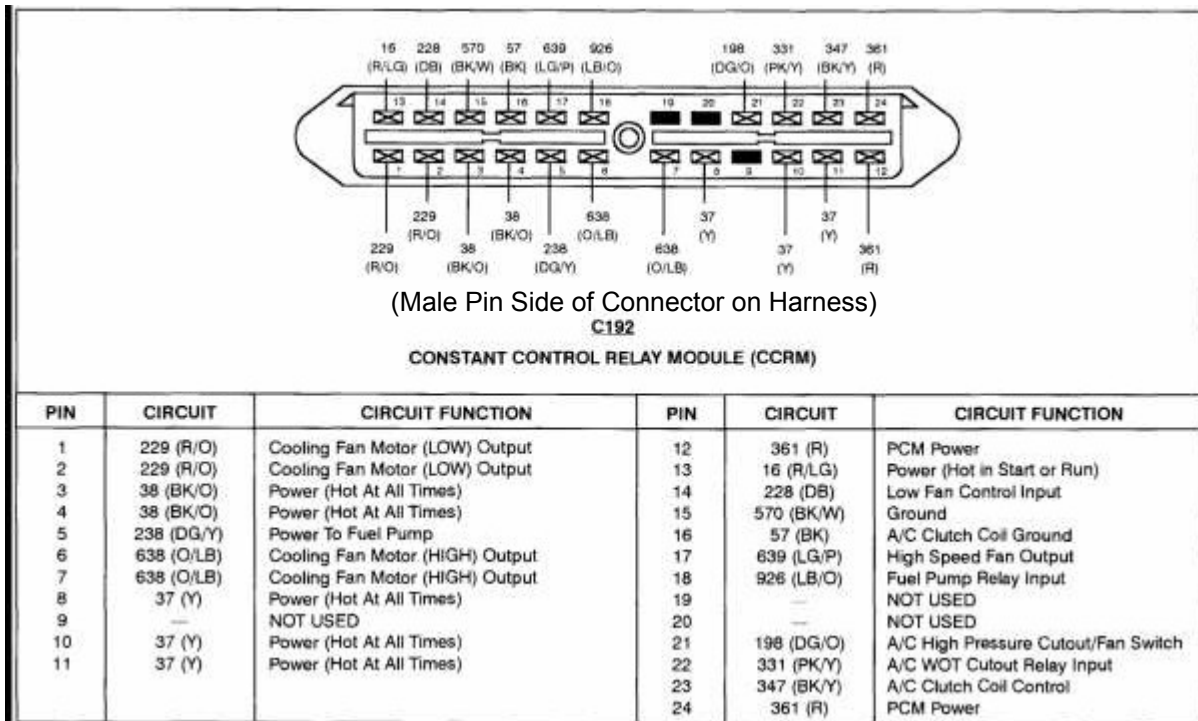 16 228 570 57 639 926 198 331 347 361
(R/LG) (DB) (BK/W) (BK) (LG/P) (LB/O) (DG/O) (PK/Y) (BK/Y) (R)
13 14 15 16 17 18 19 20 21 22 23 24
1 2 3 4 5 6 7 8 9 10 11 12
229 38 638 37 37
(R/O) (BK/O) (O/LB) (Y) (Y)
229 38 238 638 37 361
(R/O) (BK/O) (DG/Y) (O/LB) (Y) (R)
(Male Pin Side of Connector on Harness)
C192
CONSTANT CONTROL RELAY MODULE (CCRM)
PIN CIRCUIT CIRCUIT FUNCTION PIN CIRCUIT CIRCUIT FUNCTION
1 229 (R/O) Cooling Fan Motor (LOW) Output 12 361 (R) PCM Power
2 229 (R/O) Cooling Fan Motor (LOW) Output 13 16 (R/LG) Power (Hot in Start or Run)
3 38 (BK/O) Power (Hot At All Times) 14 228 (DB) Low Fan Control Input
4 38 (BK/O) Power (Hot At All Times) 15 570 (BK/W) Ground
5 238 (DG/Y) Power To Fuel Pump 16 57 (BK) A/C Clutch Coil Ground
6 638 (O/LB) Cooling Fan Motor (HIGH) Output 17 639 (LG/P) High Speed Fan Output
7 638 (O/LB) Cooling Fan Motor (HIGH) Output 18 926 (LB/O) Fuel Pump Relay Input
8 37 (Y) Power (Hot At All Times) 19 — NOT USED
9 — NOT USED 20 — NOT USED
10 37 (Y) Power (Hot At All Times) 21 198 (DG/O) A/C High Pressure Cutout/Fan Switch
11 37 (Y) Power (Hot At All Times) 22 331 (PK/Y) A/C WOT Cutout Relay Input
23 347 (BK/Y) A/C Clutch Coil Control
24 361 (R) PCM Power